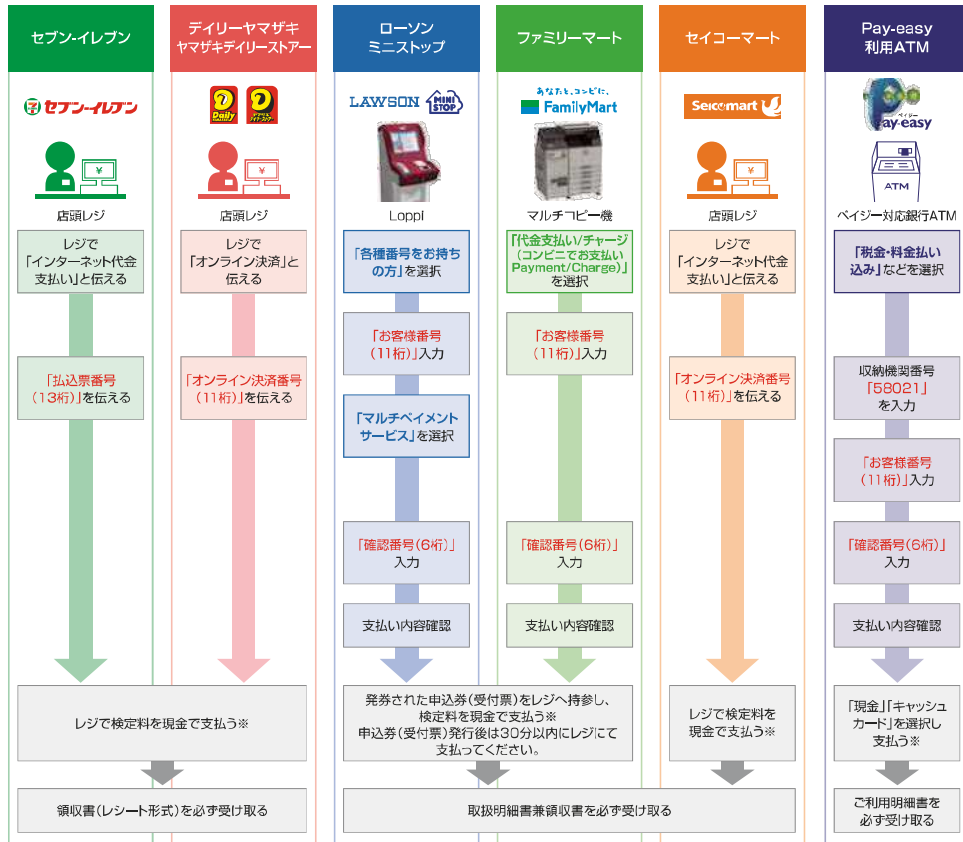 セブン-イレブン
セブン-イレブン
¥
店頭レジ
レジで
「インターネット代金
支払い」と伝える
「払込票番号
(13桁)」を伝える
デイリーヤマザキ
ヤマザキデイリーストアー
Daily
¥
店頭レジ
レジで
「オンライン決済」と
伝える
「オンライン決済番号
(11桁)」を伝える
レジで検定料を現金で支払う※
領収書(レシート形式)を必ず受け取る
ローソン
ミニストップ
LAWSON
MINI
STOP
Loppi
「各種番号をお持ち
の方」を選択
「お客様番号
(11桁)」入力
「マルチペイメント
サービス」を選択
「確認番号(6桁)」
入力
支払い内容確認
ファミリーマート
あなたと、コンビに、
FamilyMart
マルチコピー機
「代金支払い/チャージ
(コンビニでお支払い
Payment/Charge)」
を選択
「お客様番号
(11桁)」入力
「確認番号(6桁)」
入力
支払い内容確認
発券された申込券(受付票)をレジへ持参し、
検定料を現金で支払う※
申込券(受付票)発行後は30分以内にレジにて
支払ってください。
セイコーマート
Seicomart
¥
店頭レジ
レジで
「インターネット代金
支払い」と伝える
「オンライン決済番号
(11桁)」を伝える
レジで検定料を
現金で支払う※
取扱明細書兼領収書を必ず受け取る
Pay-easy
利用ATM
ペイジー
Pay-easy
ATM
ペイジー対応銀行ATM
「税金・料金払い
込み」などを選択
収納機関番号
「58021」
を入力
「お客様番号
(11桁)」入力
「確認番号(6桁)」
入力
支払い内容確認
「現金」「キャッシュ
カード」を選択し
支払う※
ご利用明細書を
必ず受け取る